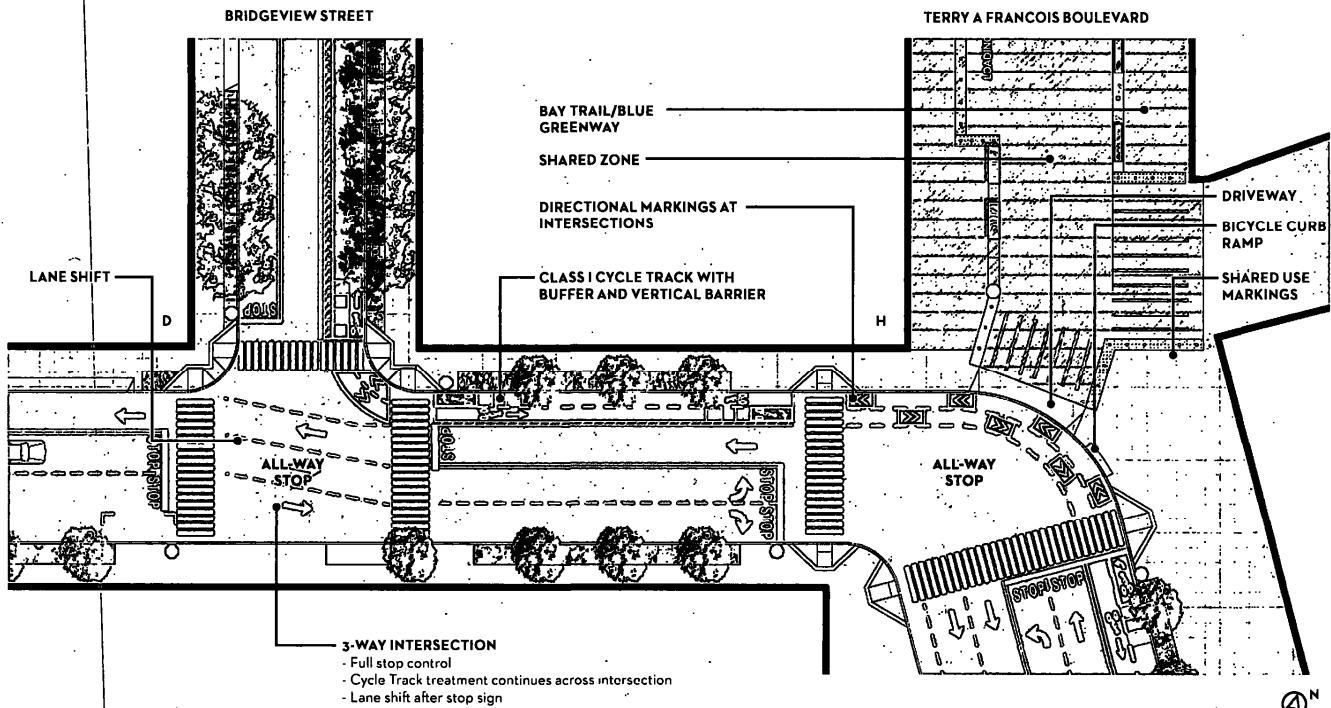 BRIDGEVIEW STREET
TERRY A FRANCOIS BOULEVARD
BAY TRAIL/BLUE
GREENWAY
SHARED ZONE
DIRECTIONAL MARKINGS AT
INTERSECTIONS
DRIVEWAY
BICYCLE CURB
RAMP
LANE SHIFT
CLASS I CYCLE TRACK WITH
BUFFER AND VERTICAL BARRIER
SHARED USE
MARKINGS
STOP
D
H
ALL-WAY
STOP
STOP
STOP STOP
STOP STOP
ALL-WAY
STOP
STOP STOP
3-WAY INTERSECTION
- Full stop control
- Cycle Track treatment continues across intersection
- Lane shift after stop sign
N